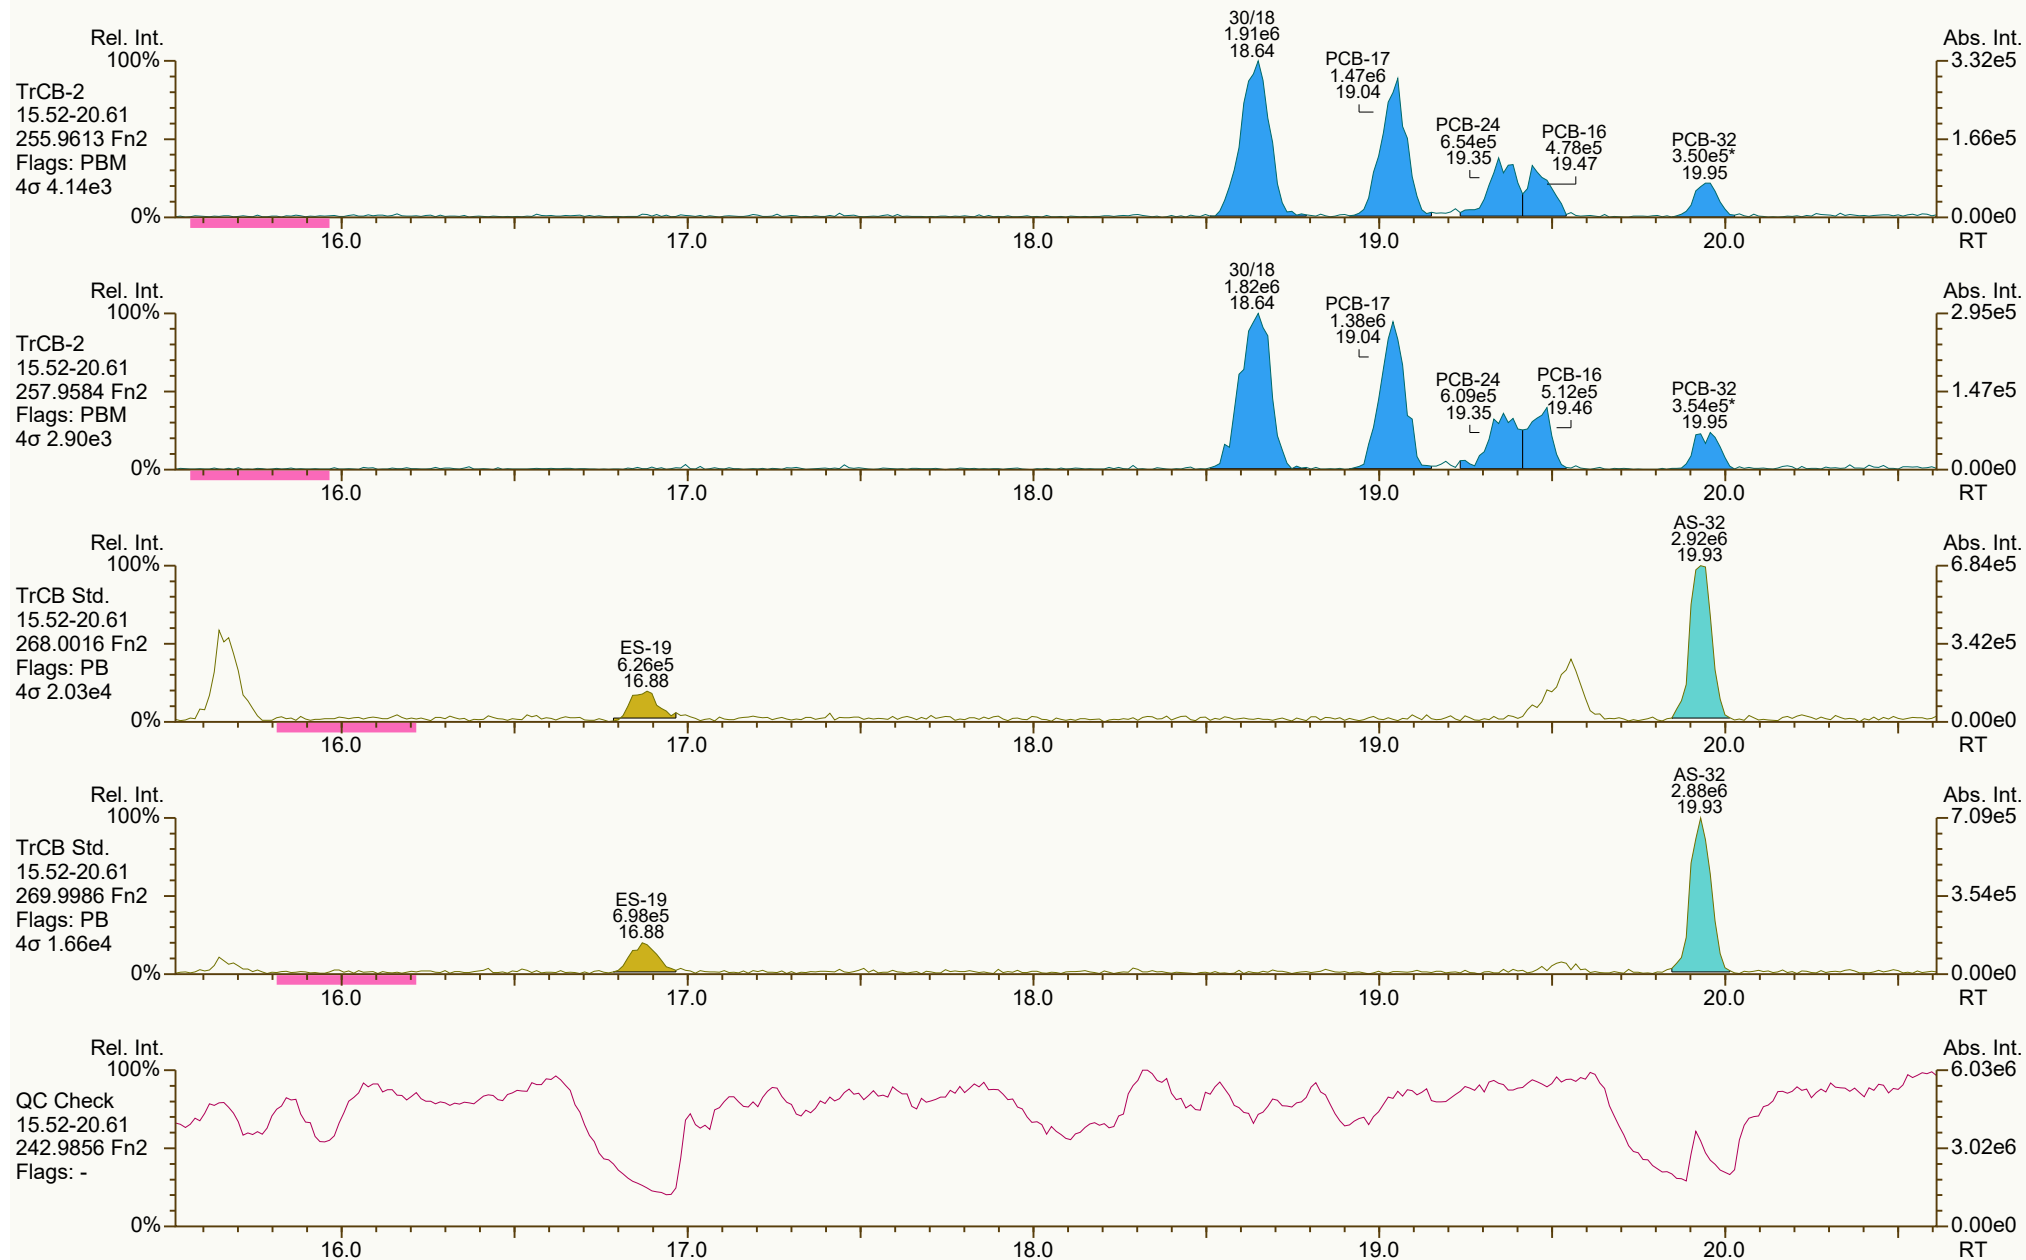 30/18
1.91e6
18.64
PCB-17
1.47e6
19.04
PCB-24
6.54e5
19.35
PCB-16
4.78e5
19.47
PCB-32
3.50e5*
19.95
Rel. Int.
100%
0%
TrCB-2
15.52-20.61
255.9613 Fn2
Flags: PBM
4σ 4.14e3
Abs. Int.
3.32e5
1.66e5
0.00e0
16.0 17.0 18.0 19.0 20.0 RT
30/18
1.82e6
18.64
PCB-17
1.38e6
19.04
PCB-24
6.09e5
19.35
PCB-16
5.12e5
19.46
PCB-32
3.54e5*
19.95
Rel. Int.
100%
0%
TrCB-2
15.52-20.61
257.9584 Fn2
Flags: PBM
4σ 2.90e3
Abs. Int.
2.95e5
1.47e5
0.00e0
16.0 17.0 18.0 19.0 20.0 RT
ES-19
6.26e5
16.88
AS-32
2.92e6
19.93
Rel. Int.
100%
0%
TrCB Std.
15.52-20.61
268.0016 Fn2
Flags: PB
4σ 2.03e4
Abs. Int.
6.84e5
3.42e5
0.00e0
16.0 17.0 18.0 19.0 20.0 RT
ES-19
6.98e5
16.88
AS-32
2.88e6
19.93
Rel. Int.
100%
0%
TrCB Std.
15.52-20.61
269.9986 Fn2
Flags: PB
4σ 1.66e4
Abs. Int.
7.09e5
3.54e5
0.00e0
16.0 17.0 18.0 19.0 20.0 RT
Rel. Int.
100%
0%
QC Check
15.52-20.61
242.9856 Fn2
Flags: -
Abs. Int.
6.03e6
3.02e6
0.00e0
16.0 17.0 18.0 19.0 20.0 RT